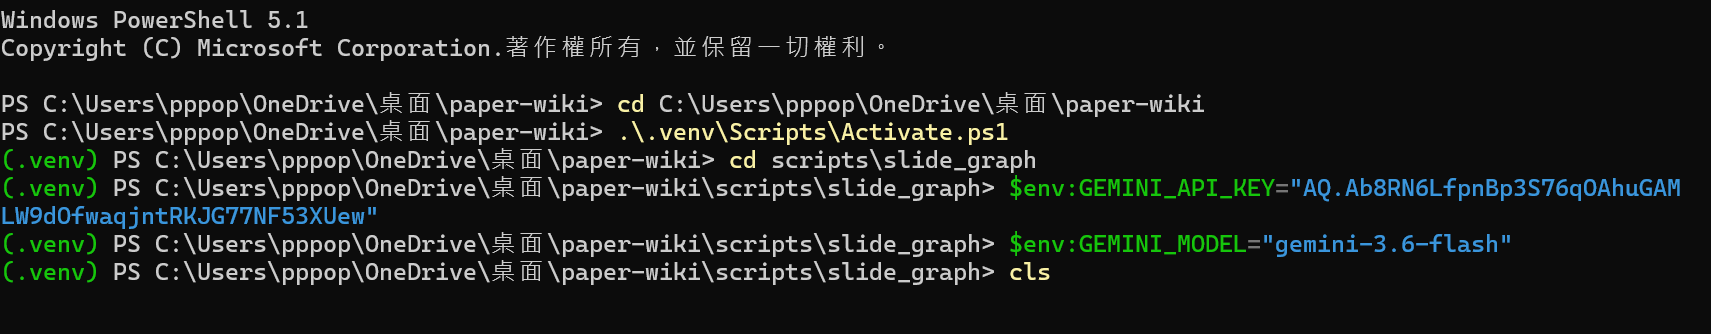 Windows PowerShell 5.1
Copyright (C) Microsoft Corporation.著作權所有，並保留一切權利。
PS C:\Users\pppop\OneDrive\桌面\paper-wiki> cd C:\Users\pppop\OneDrive\桌面\paper-wiki
PS C:\Users\pppop\OneDrive\桌面\paper-wiki> .\.venv\Scripts\Activate.ps1
(.venv) PS C:\Users\pppop\OneDrive\桌面\paper-wiki> cd scripts\slide_graph
(.venv) PS C:\Users\pppop\OneDrive\桌面\paper-wiki\scripts\slide_graph> $env:GEMINI_API_KEY="AQ.Ab8RN6LfpnBp3S76qOAhuGAM
LW9dOfwaqjntRKJG77NF53XUew"
(.venv) PS C:\Users\pppop\OneDrive\桌面\paper-wiki\scripts\slide_graph> $env:GEMINI_MODEL="gemini-3.6-flash"
(.venv) PS C:\Users\pppop\OneDrive\桌面\paper-wiki\scripts\slide_graph> cls